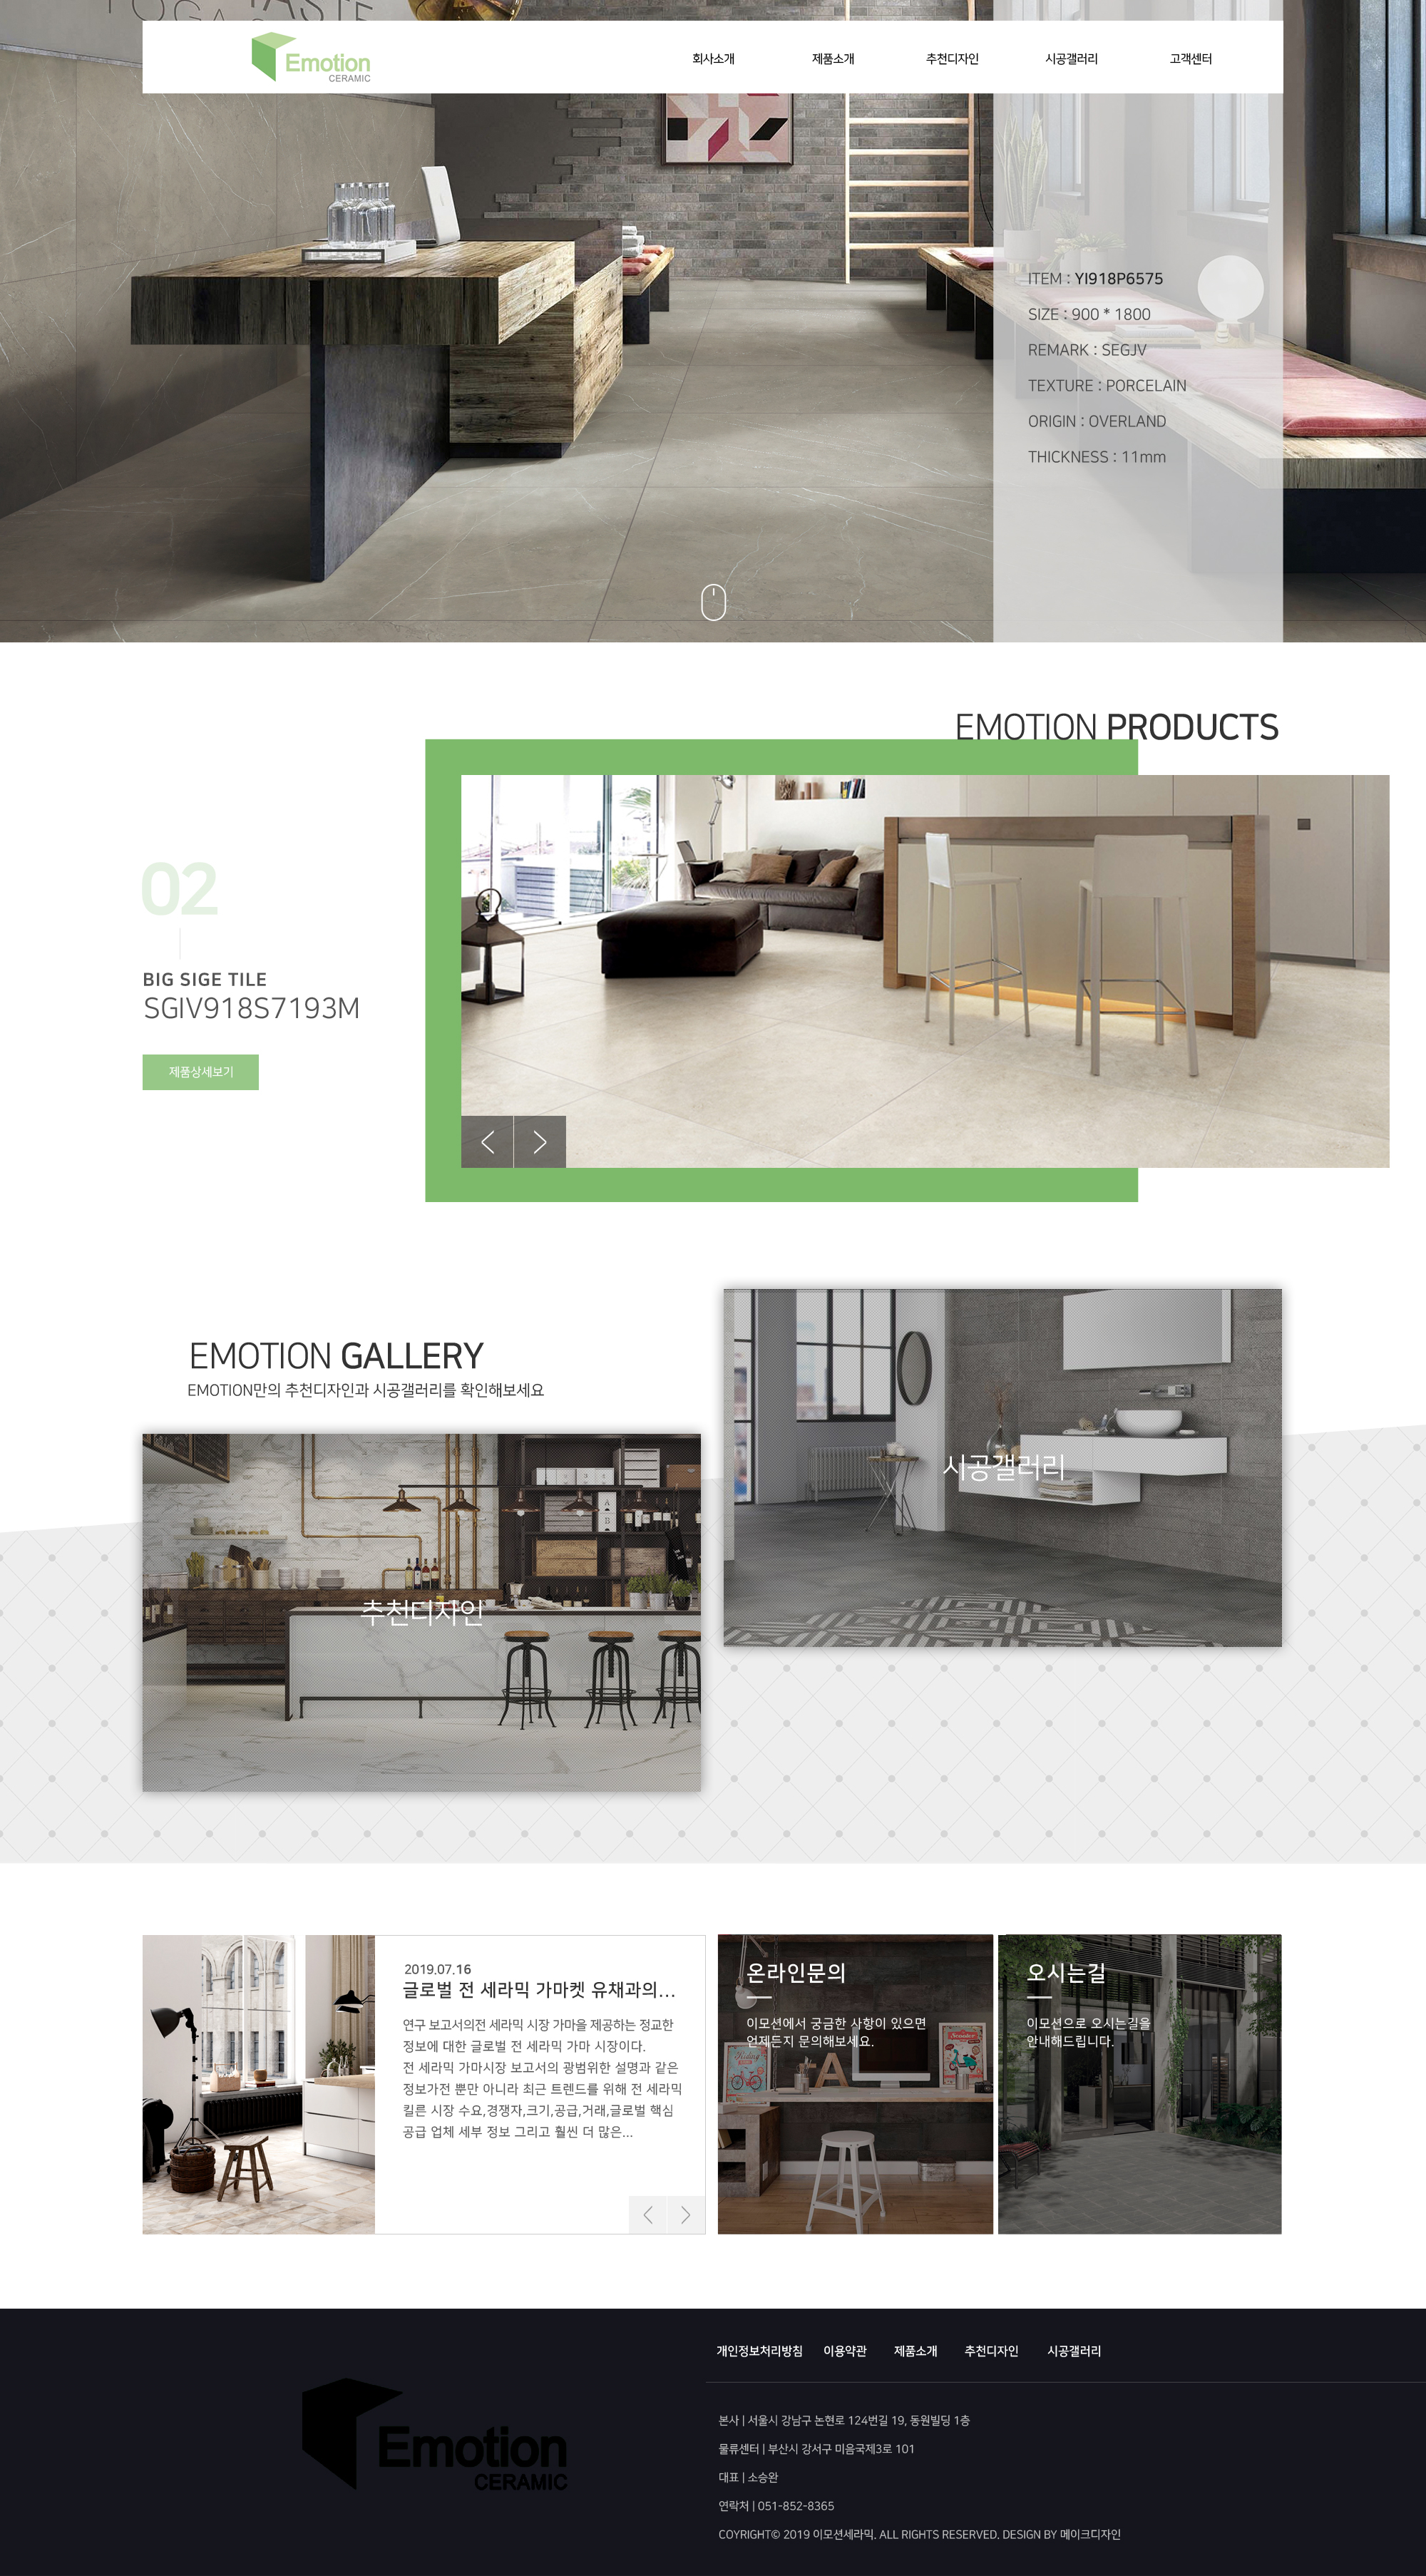 YOGA TASTE
Emotion
CERAMIC
회사소개 제품소개 추천디자인 시공갤러리 고객센터
ITEM : YI918P6575
SIZE : 900 * 1800
REMARK : SEGJV
TEXTURE : PORCELAIN
ORIGIN : OVERLAND
THICKNESS : 11mm
EMOTION PRODUCTS
02
BIG SIGE TILE
SGIV918S7193M
제품상세보기
EMOTION GALLERY
EMOTION만의 추천디자인과 시공갤러리를 확인해보세요
시공갤러리
추천디자인
2019.07.16
글로벌 전 세라믹 가마켓 유채과의...
연구 보고서의전 세라믹 시장 가마을 제공하는 정교한
정보에 대한 글로벌 전 세라믹 가마 시장이다.
전 세라믹 가마시장 보고서의 광범위한 설명과 같은
정보가전 뿐만 아니라 최근 트렌드를 위해 전 세라믹
킬른 시장 수요,경쟁자,크기,공급,거래,글로벌 핵심
공급 업체 세부 정보 그리고 훨씬 더 많은...
온라인문의
이모션에서 궁금한 사항이 있으면
언제든지 문의해보세요.
오시는길
이모션으로 오시는길을
안내해드립니다.
개인정보처리방침 이용약관 제품소개 추천디자인 시공갤러리
Emotion
CERAMIC
본사 | 서울시 강남구 논현로 124번길 19, 동원빌딩 1층
물류센터 | 부산시 강서구 미음국제3로 101
대표 | 소승완
연락처 | 051-852-8365
COYRIGHT© 2019 이모션세라믹. ALL RIGHTS RESERVED. DESIGN BY 메이크디자인